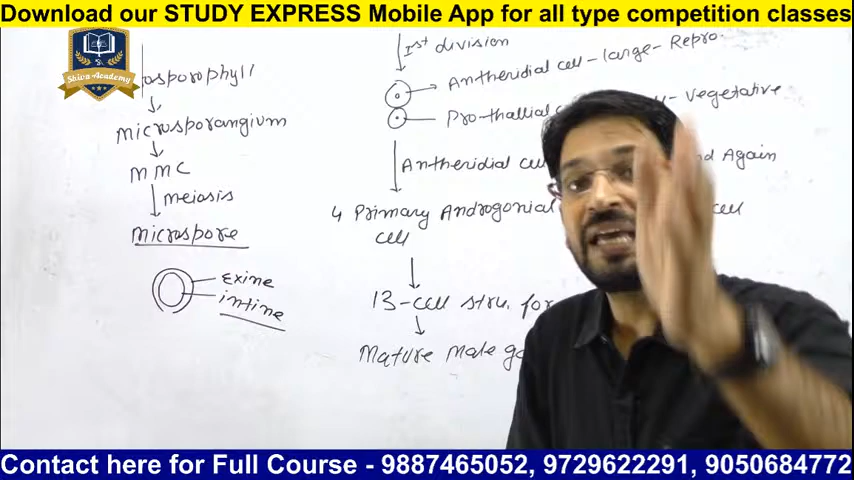 Download our STUDY EXPRESS Mobile App for all type competition classes
Shiva Academy
osporophyll
microsporangium
MMC
meiosis
microspore
exine
intine
Ist division
Antheridial cell - large - Repro.
Pro-thallial - Vegetative
Antheridial Again
4 Primary Androgonial cell
cell
13-cell stru. for
Mature male
Contact here for Full Course - 9887465052, 9729622291, 9050684772